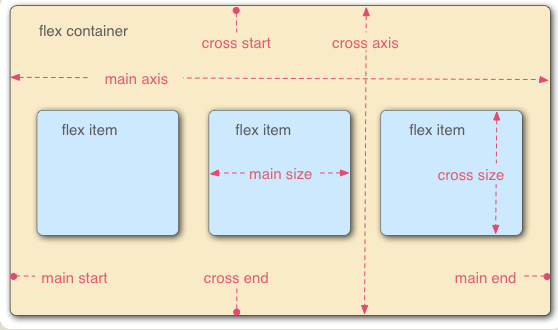 flex container
cross start
cross axis
main axis
flex item
flex item
flex item
main size
cross size
main start
cross end
main end